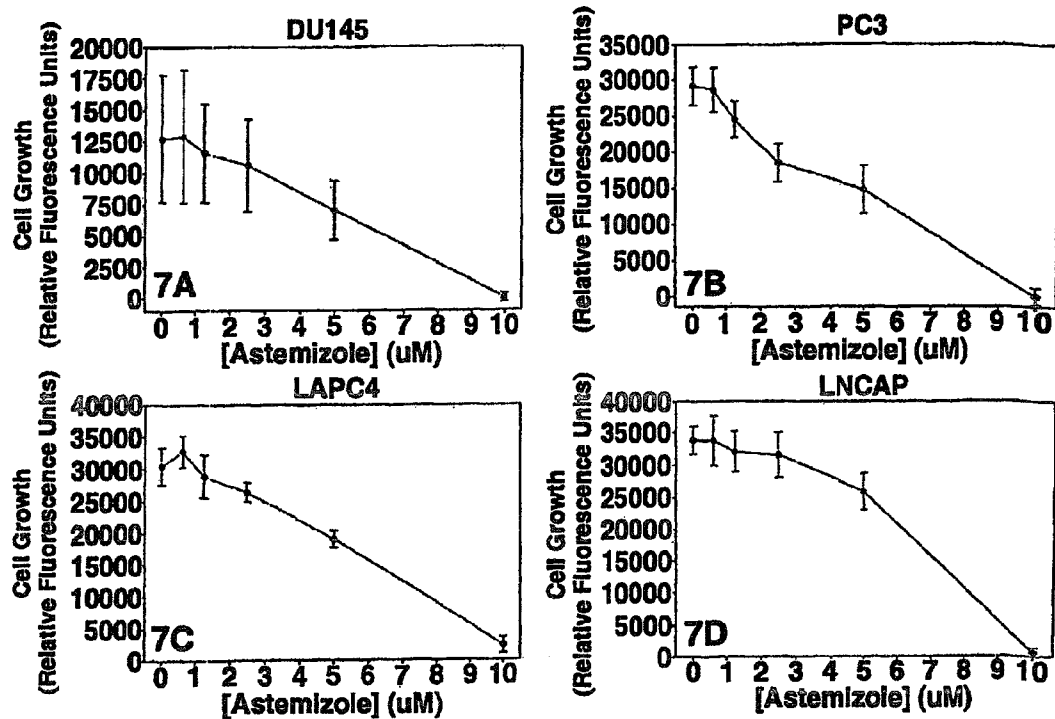 DU145
20000
17500
15000
12500
10000
7500
5000
2500
0
Cell Growth
(Relative Fluorescence Units)
7A
0 1 2 3 4 5 6 7 8 9 10
[Astemizole] (uM)
PC3
35000
30000
25000
20000
15000
10000
5000
0
Cell Growth
(Relative Fluorescence Units)
7B
0 1 2 3 4 5 6 7 8 9 10
[Astemizole] (uM)
LAPC4
40000
35000
30000
25000
20000
15000
10000
5000
0
Cell Growth
(Relative Fluorescence Units)
7C
0 1 2 3 4 5 6 7 8 9 10
[Astemizole] (uM)
LNCAP
40000
35000
30000
25000
20000
15000
10000
5000
0
Cell Growth
(Relative Fluorescence Units)
7D
0 1 2 3 4 5 6 7 8 9 10
[Astemizole] (uM)